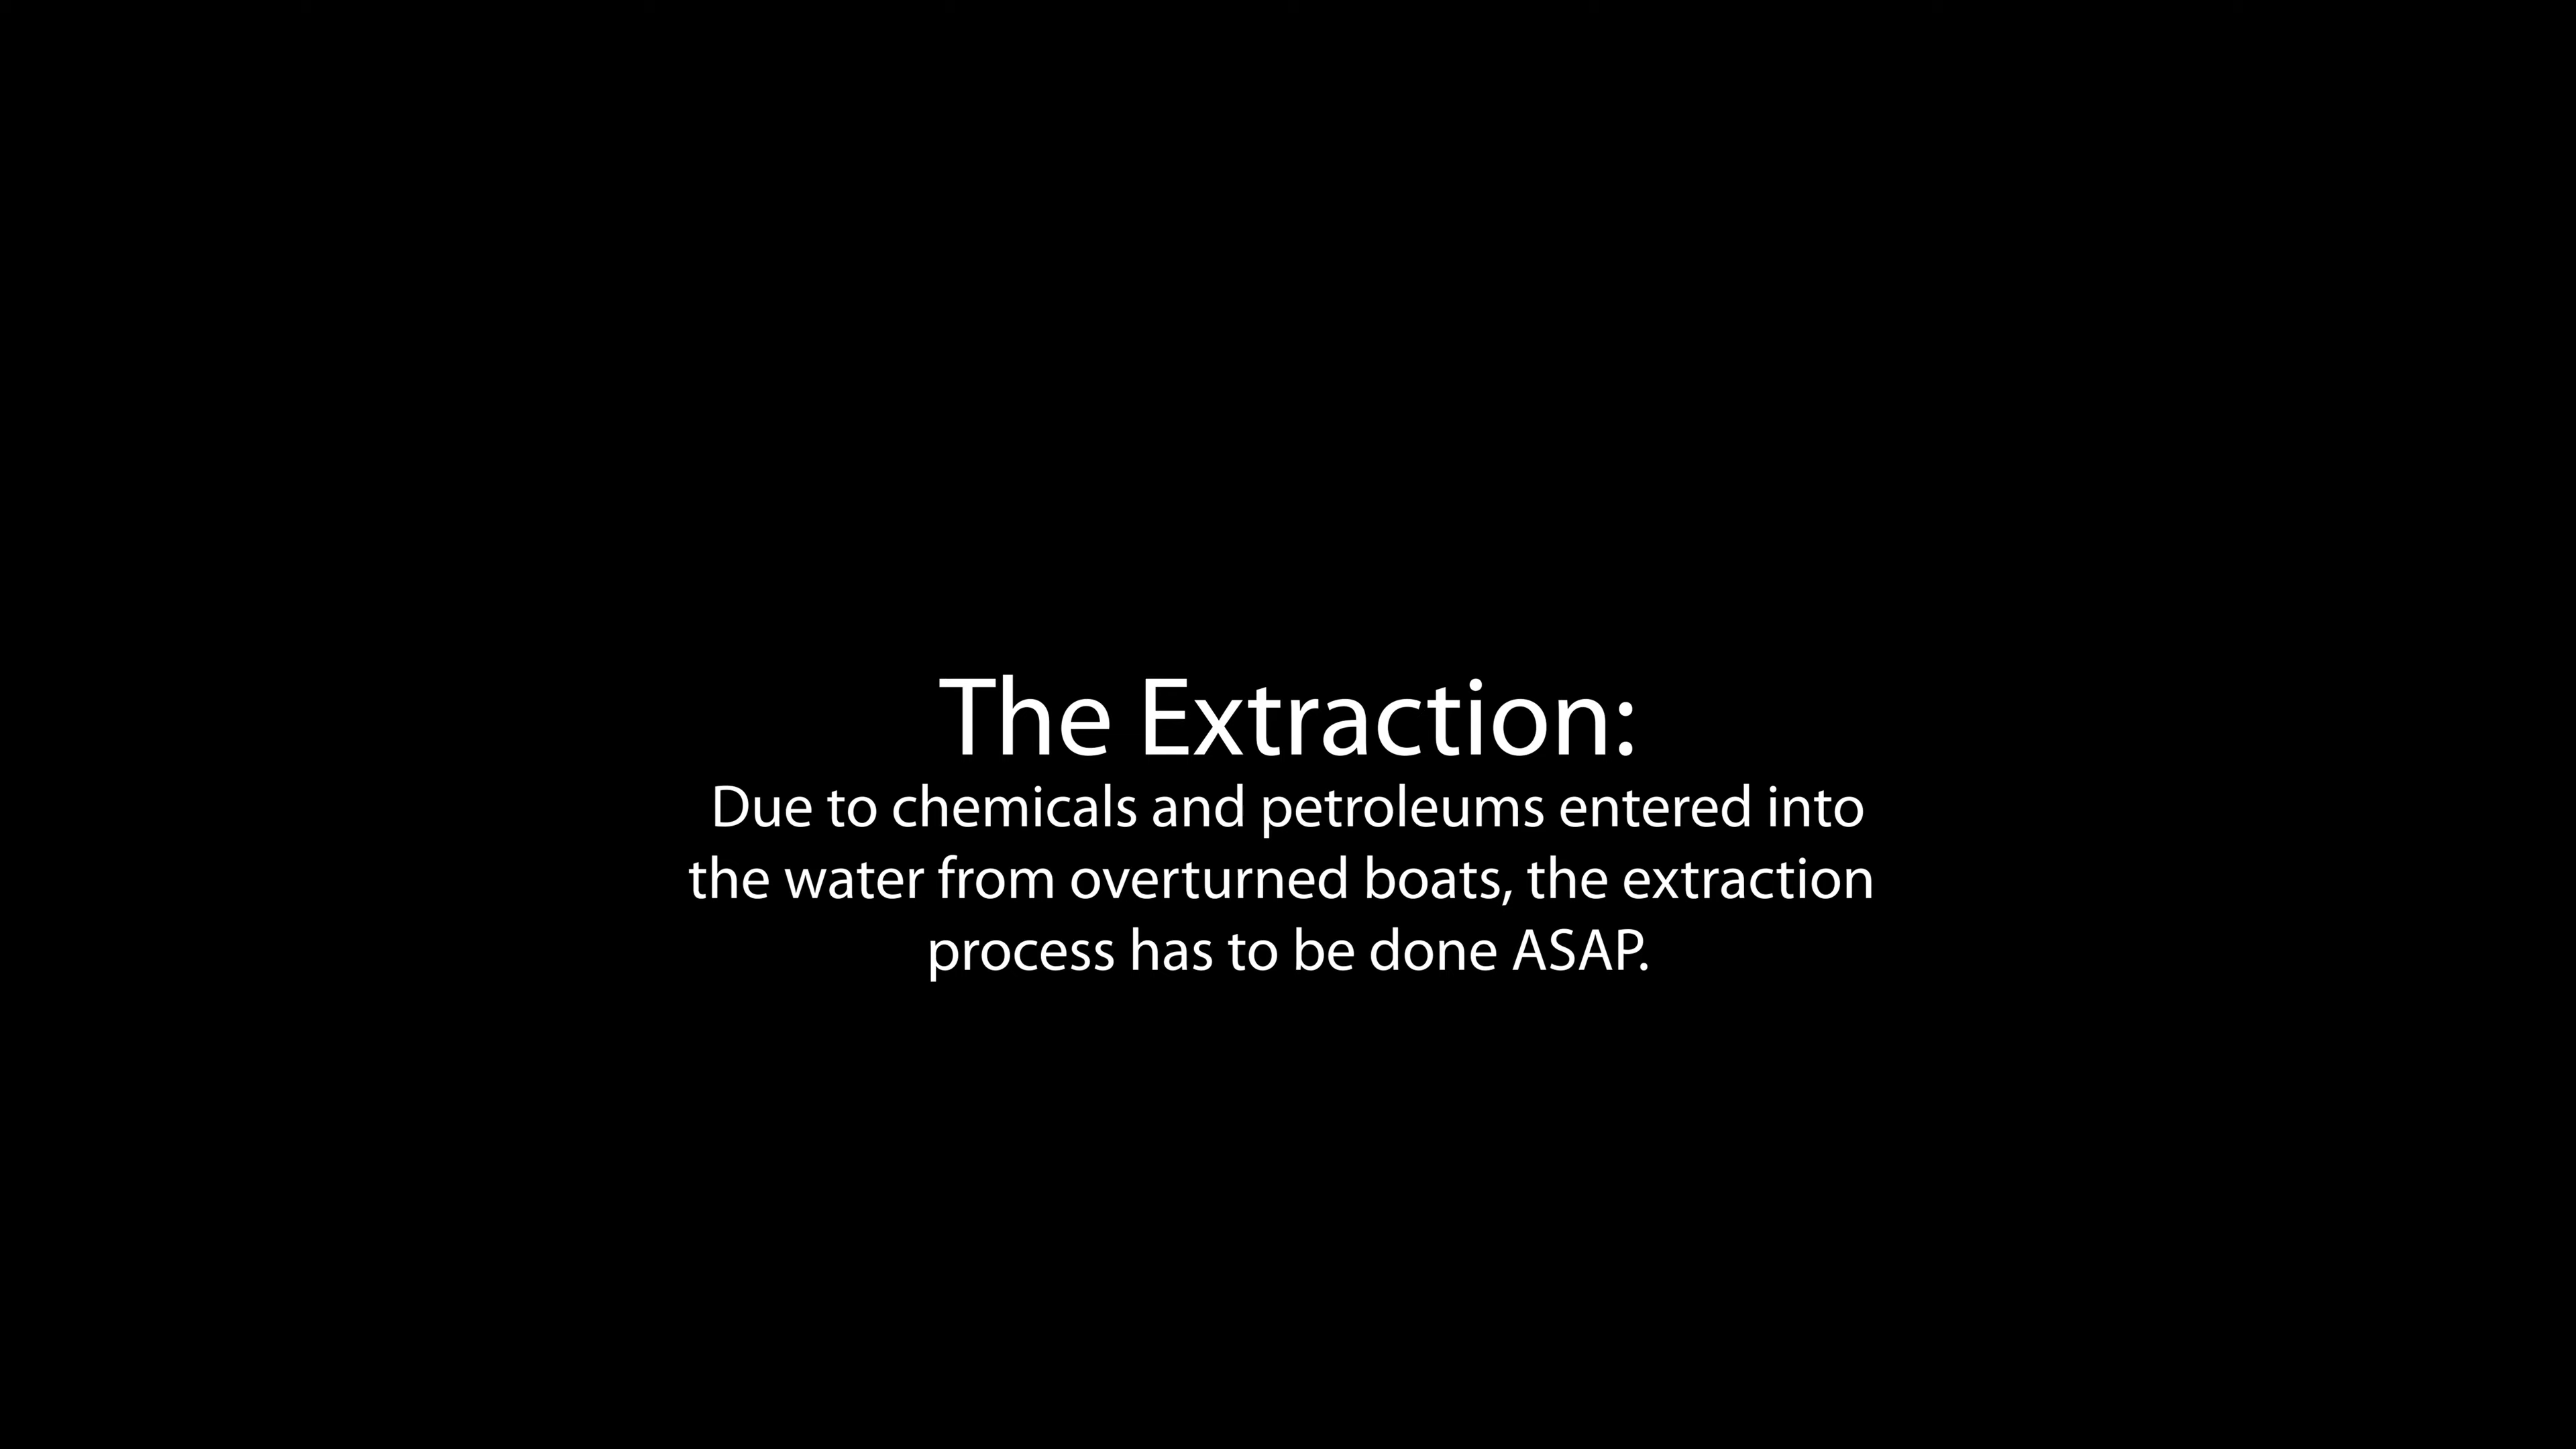 The Extraction:
Due to chemicals and petroleums entered into
the water from overturned boats, the extraction
process has to be done ASAP.